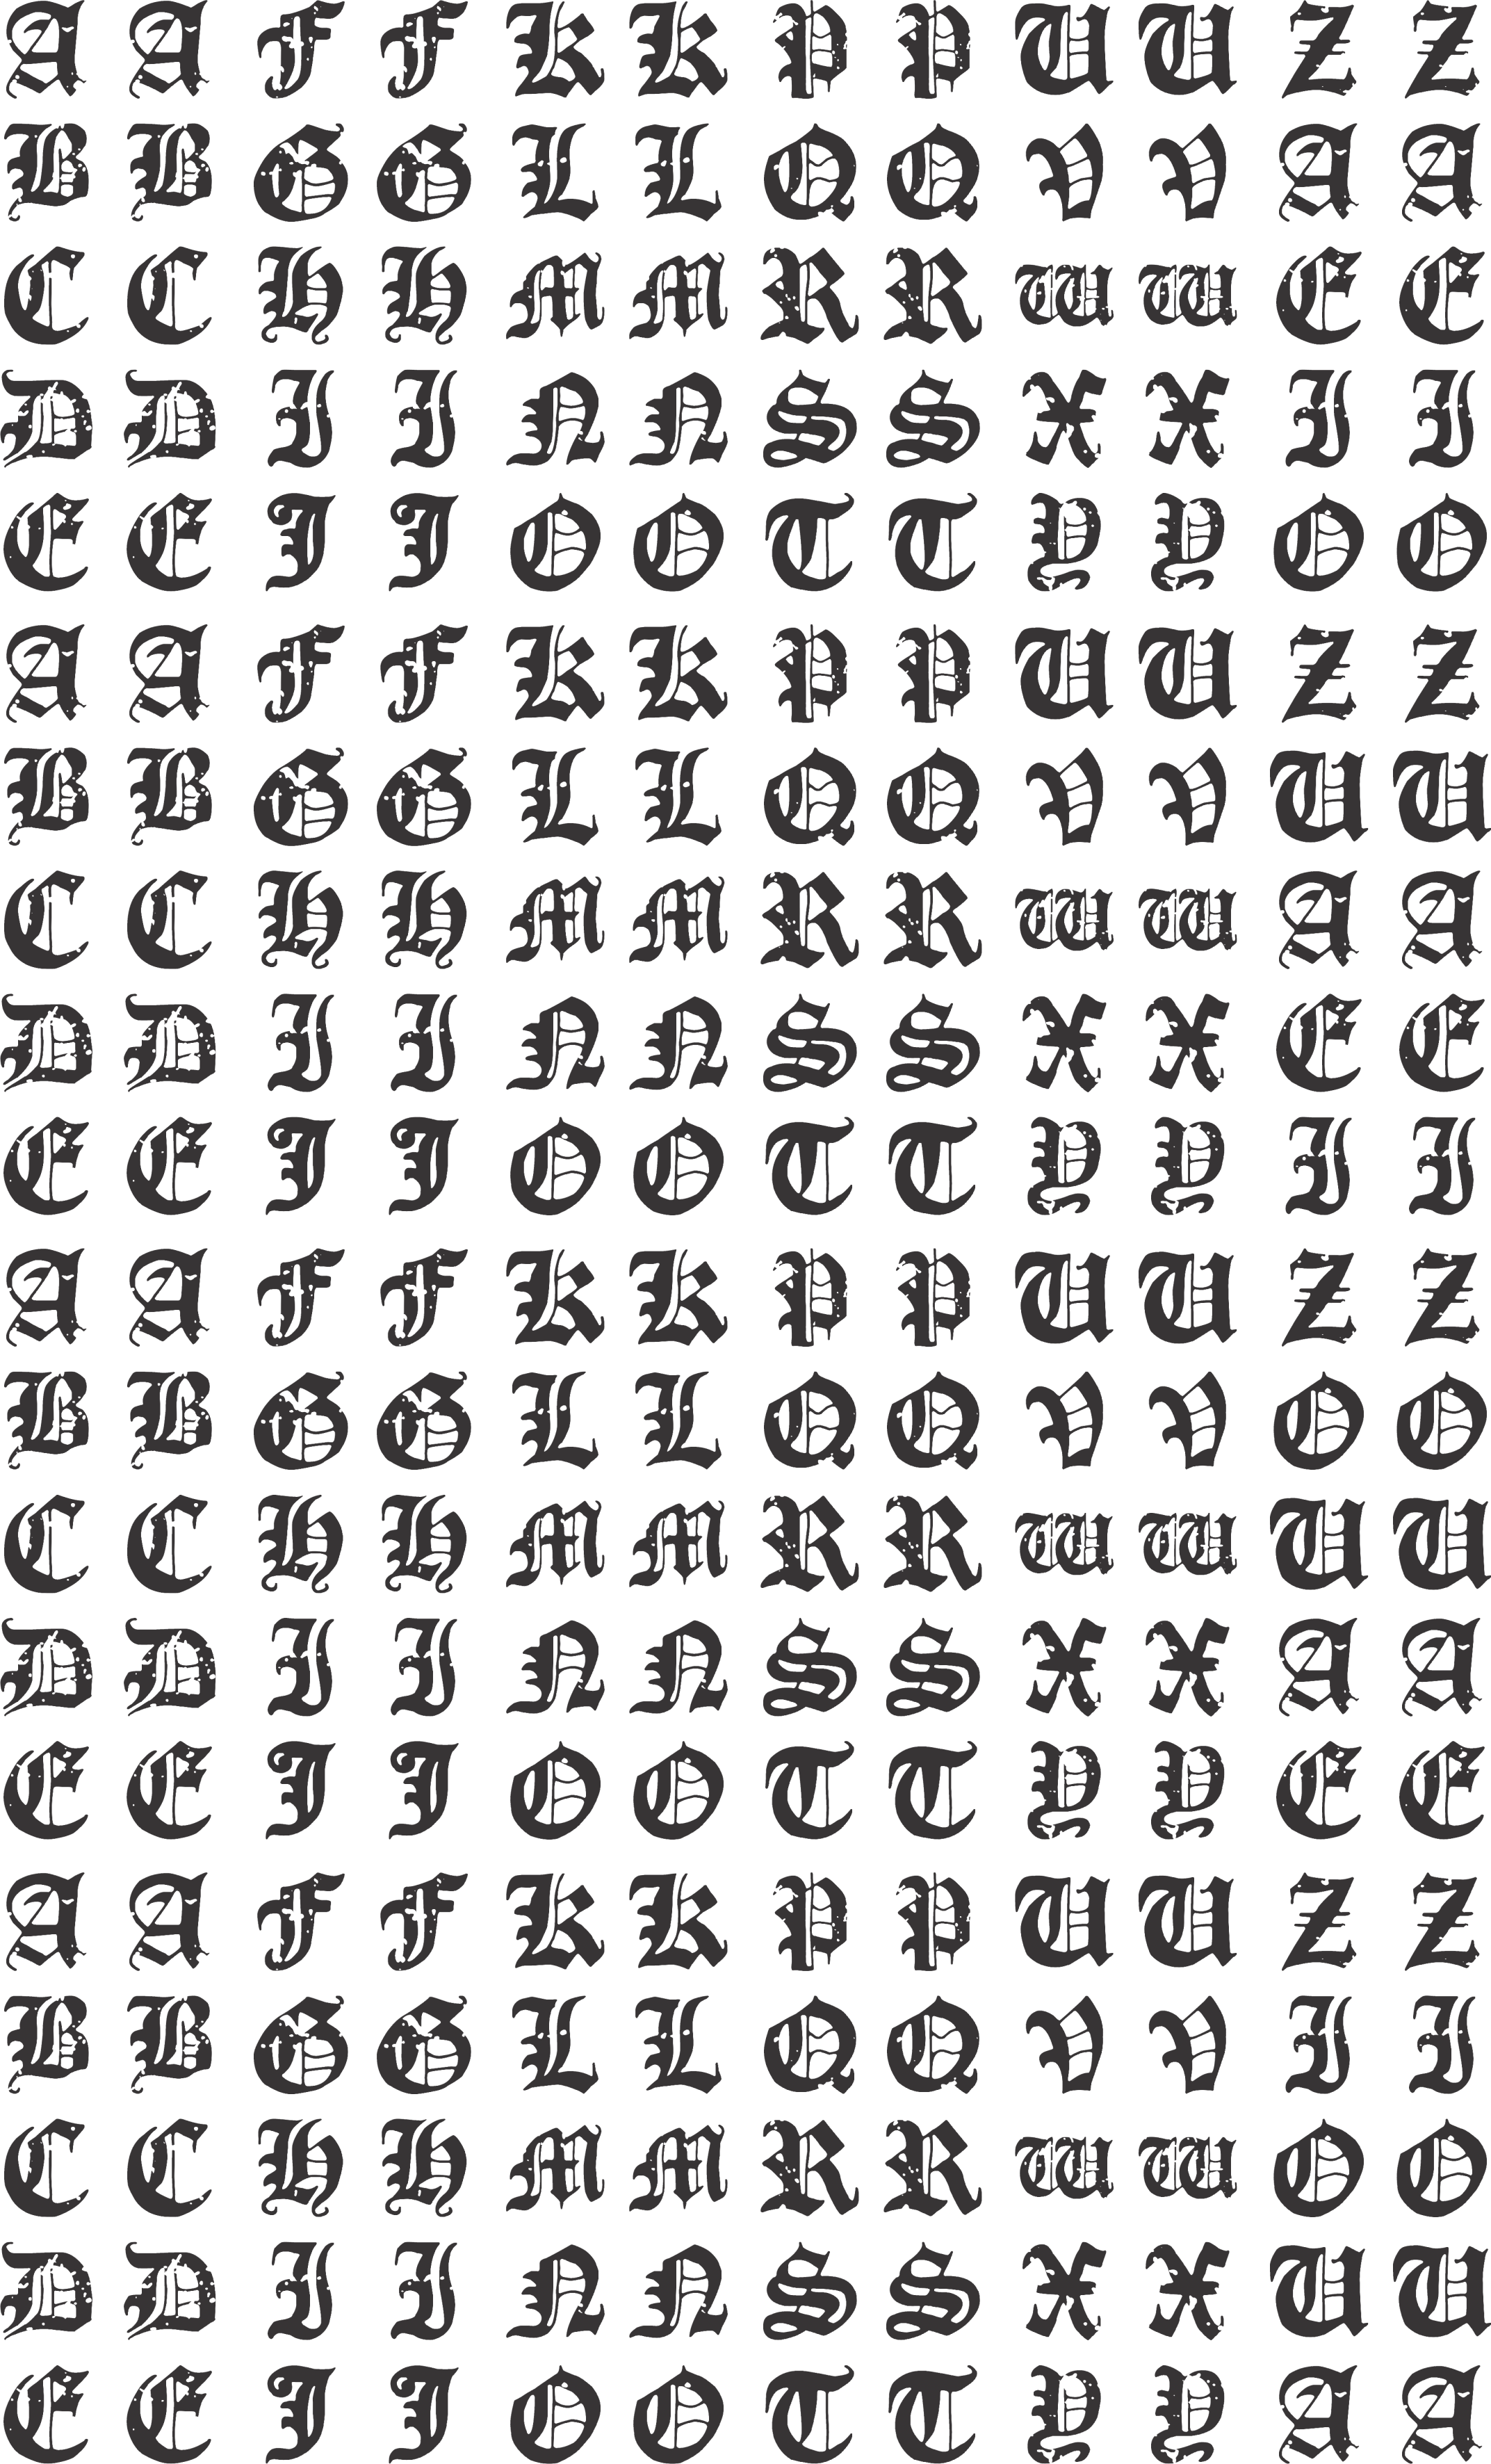 A A F F K K P P U U Z Z
B B G G L L Q Q V V A A
C C H H M M R R W W E E
D D I I N N S S X X I I
E E J J O O T T Y Y O O
A A F F K K P P U U Z Z
B B G G L L Q Q V V U U
C C H H M M R R W W A A
D D I I N N S S X X E E
E E J J O O T T Y Y I I
A A F F K K P P U U Z Z
B B G G L L Q Q V V O O
C C H H M M R R W W U U
D D I I N N S S X X A A
E E J J O O T T Y Y E E
A A F F K K P P U U Z Z
B B G G L L Q Q V V I I
C C H H M M R R W W O O
D D I I N N S S X X U U
E E J J O O T T Y Y A A